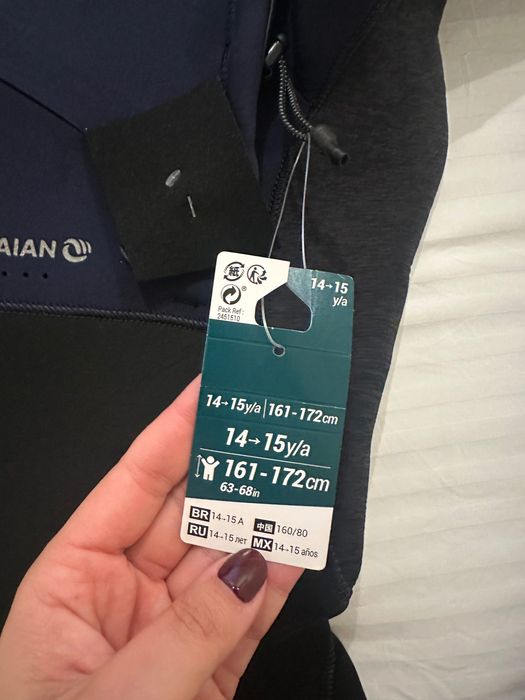 AIAN
紙
Pack Ref :
2451510
14→15
y/a
14→15y/a | 161-172cm
14→15y/a
161-172cm
63-68in
BR 14→15 A
中国 160/80
RU 14→15 лет
MX 14→15 años